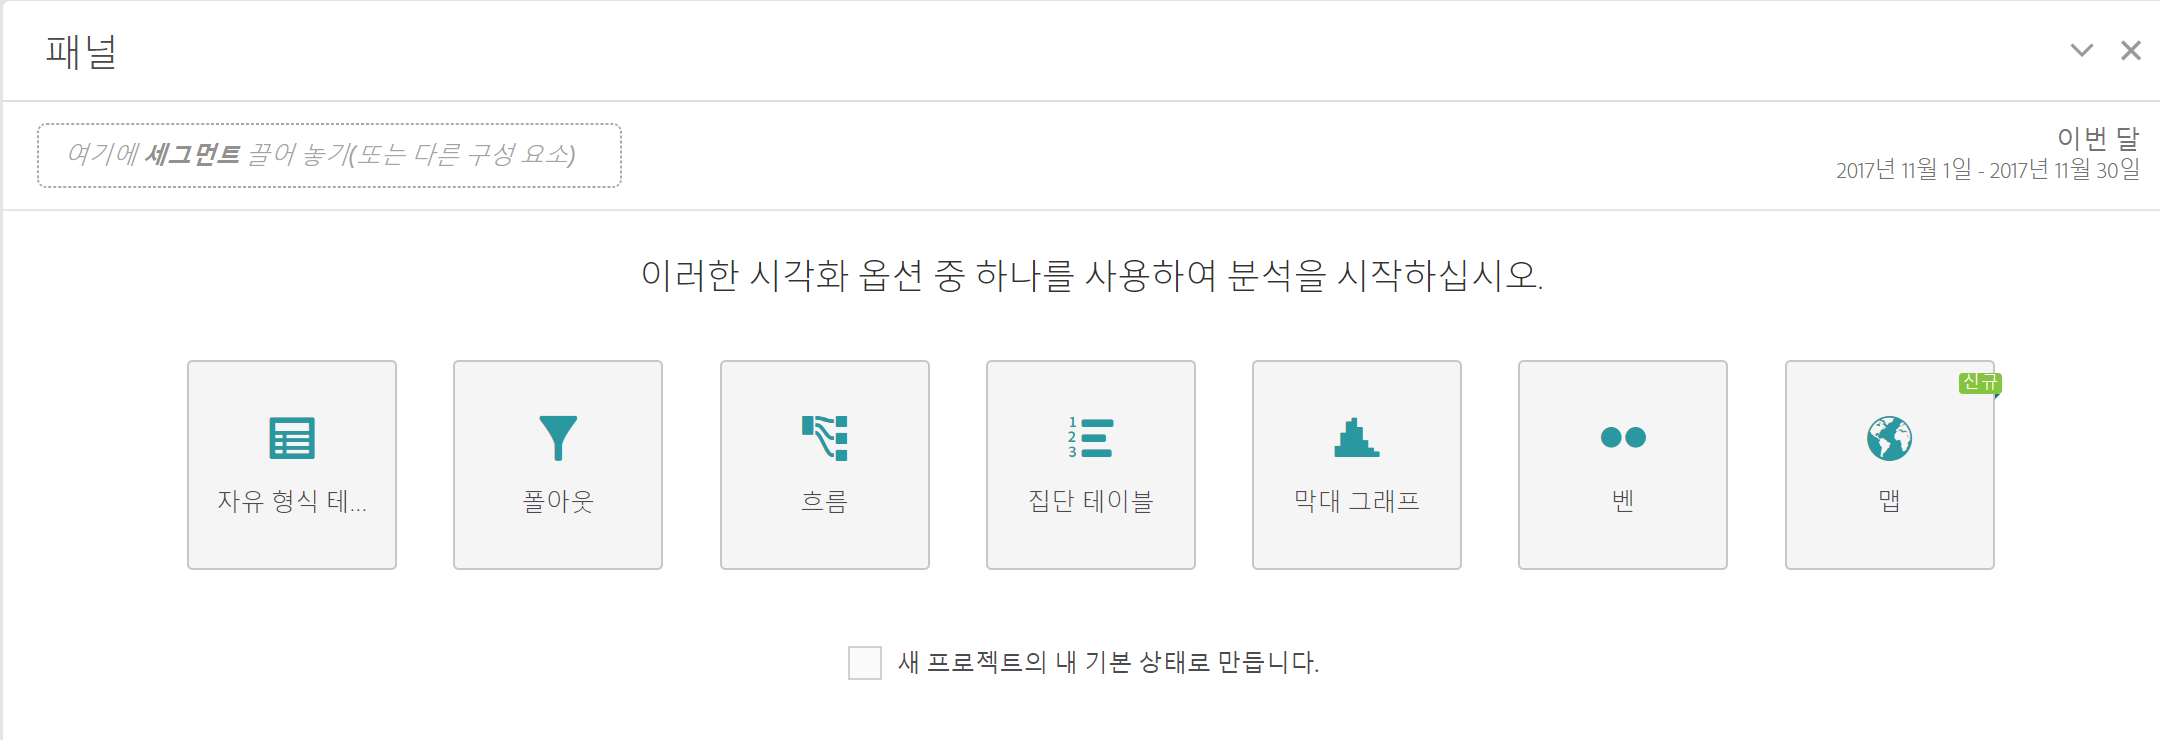 패널
여기에 세그먼트 끌어 놓기(또는 다른 구성 요소)
이번 달
2017년 11월 1일 - 2017년 11월 30일
이러한 시각화 옵션 중 하나를 사용하여 분석을 시작하십시오.
자유 형식 테...
폴아웃
흐름
1
2
3
집단 테이블
막대 그래프
벤
신규
맵
새 프로젝트의 내 기본 상태로 만듭니다.